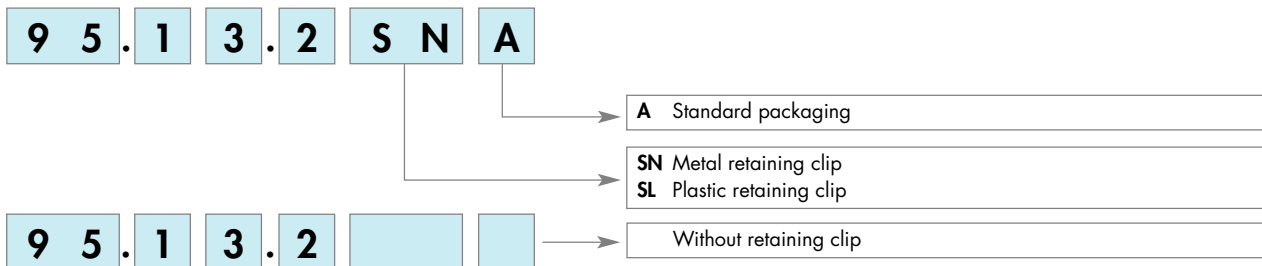 9 5 . 1 3 . 2 S N A
A Standard packaging
SN Metal retaining clip
SL Plastic retaining clip
9 5 . 1 3 . 2
Without retaining clip